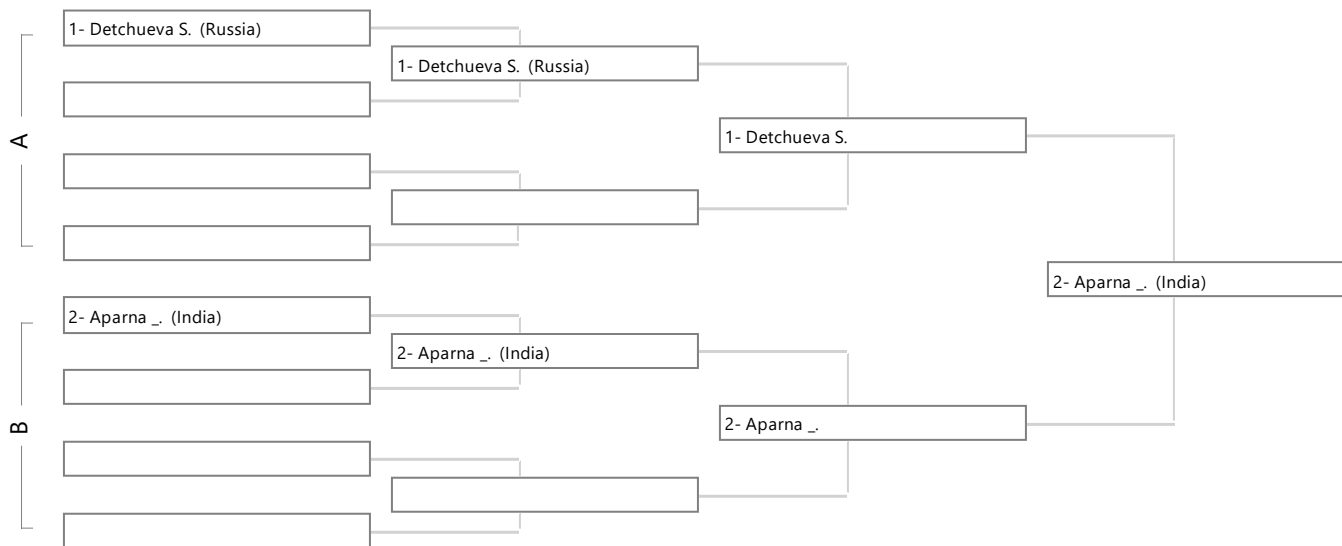 A
1- Detchueva S. (Russia)
1- Detchueva S. (Russia)
1- Detchueva S.
2- Aparna _. (India)
B
2- Aparna _. (India)
2- Aparna _. (India)
2- Aparna _.